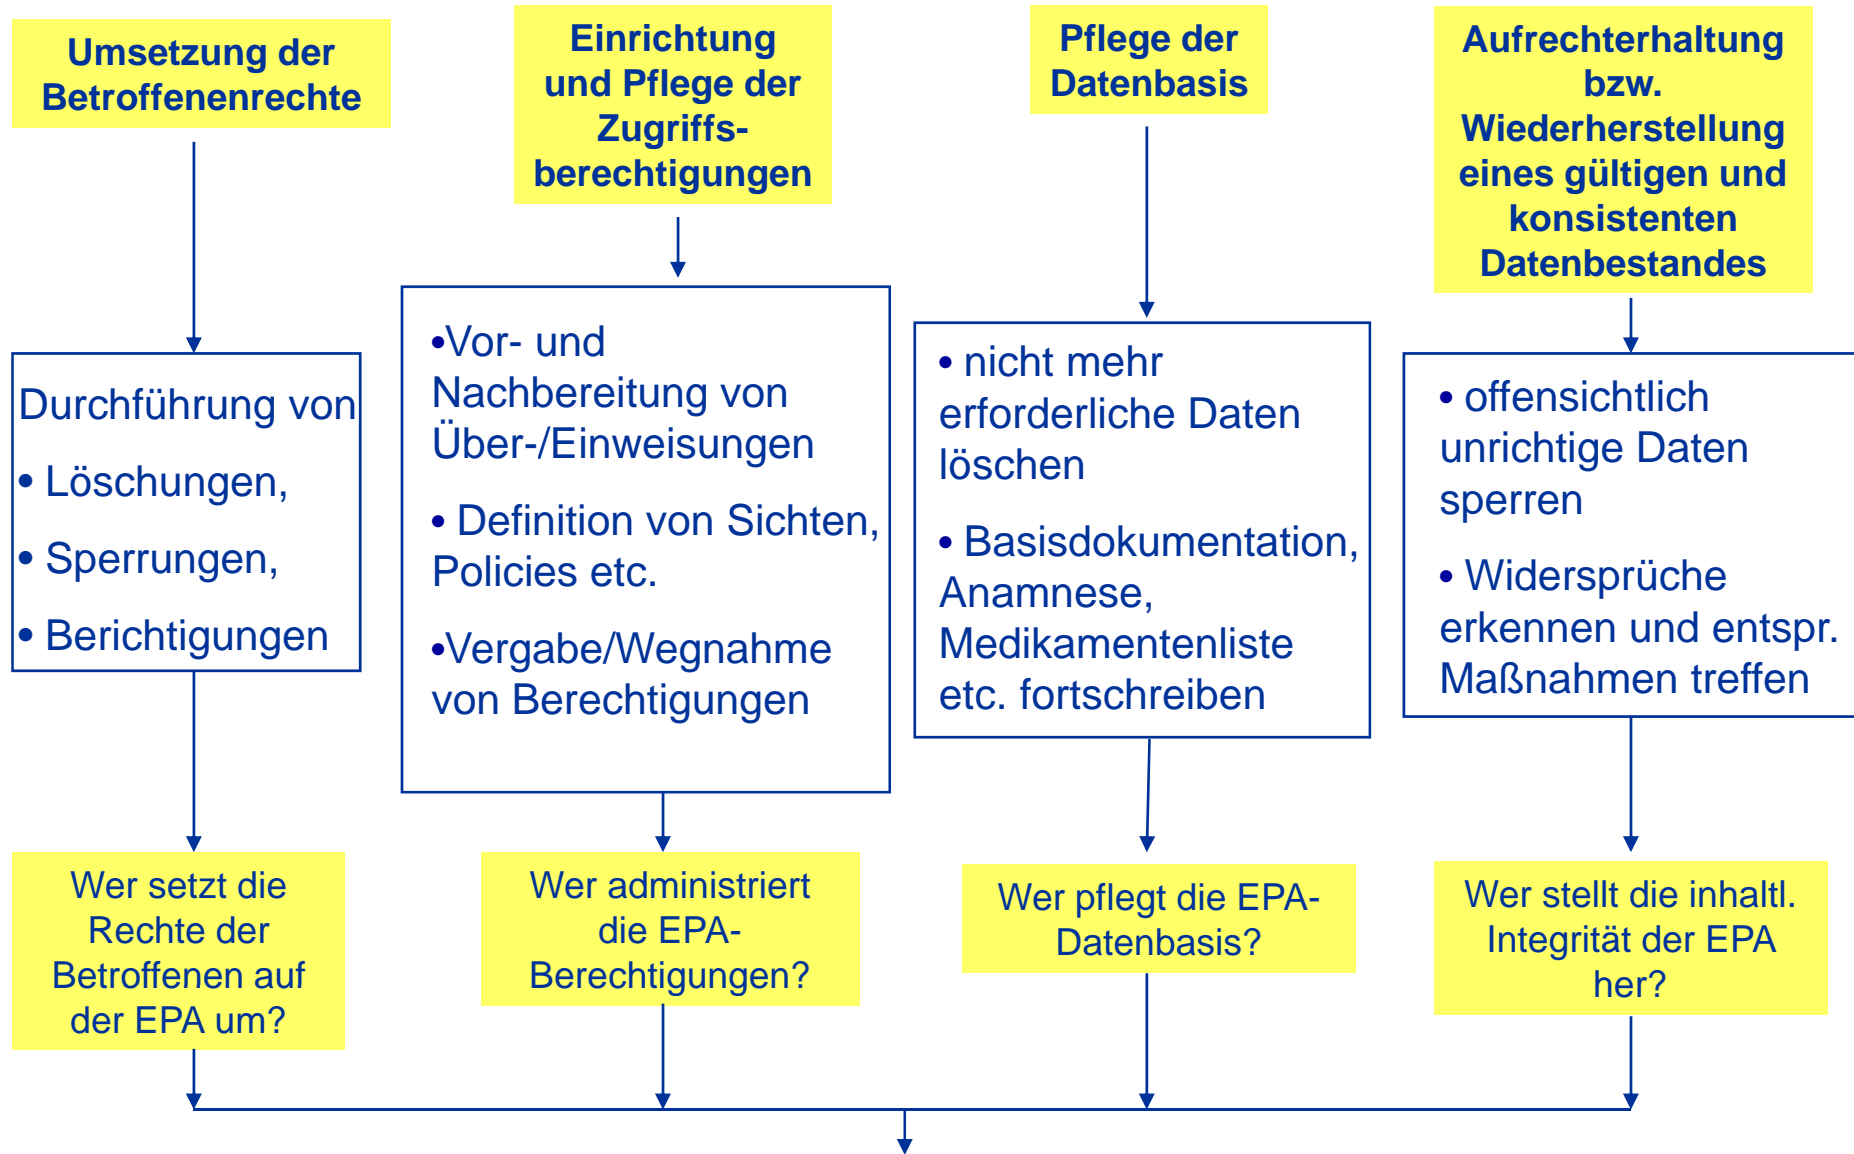 Umsetzung der
Betroffenenrechte
Einrichtung
und Pflege der
Zugriffs-
berechtigungen
Pflege der
Datenbasis
Aufrechterhaltung
bzw.
Wiederherstellung
eines gültigen und
konsistenten
Datenbestandes
Durchführung von
• Löschungen,
• Sperrungen,
• Berichtigungen
•Vor- und
Nachbereitung von
Über-/Einweisungen
• Definition von Sichten,
Policies etc.
•Vergabe/Wegnahme
von Berechtigungen
• nicht mehr
erforderliche Daten
löschen
• Basisdokumentation,
Anamnese,
Medikamentenliste
etc. fortschreiben
• offensichtlich
unrichtige Daten
sperren
• Widersprüche
erkennen und entspr.
Maßnahmen treffen
Wer setzt die
Rechte der
Betroffenen auf
der EPA um?
Wer administriert
die EPA-
Berechtigungen?
Wer pflegt die EPA-
Datenbasis?
Wer stellt die inhaltl.
Integrität der EPA
her?